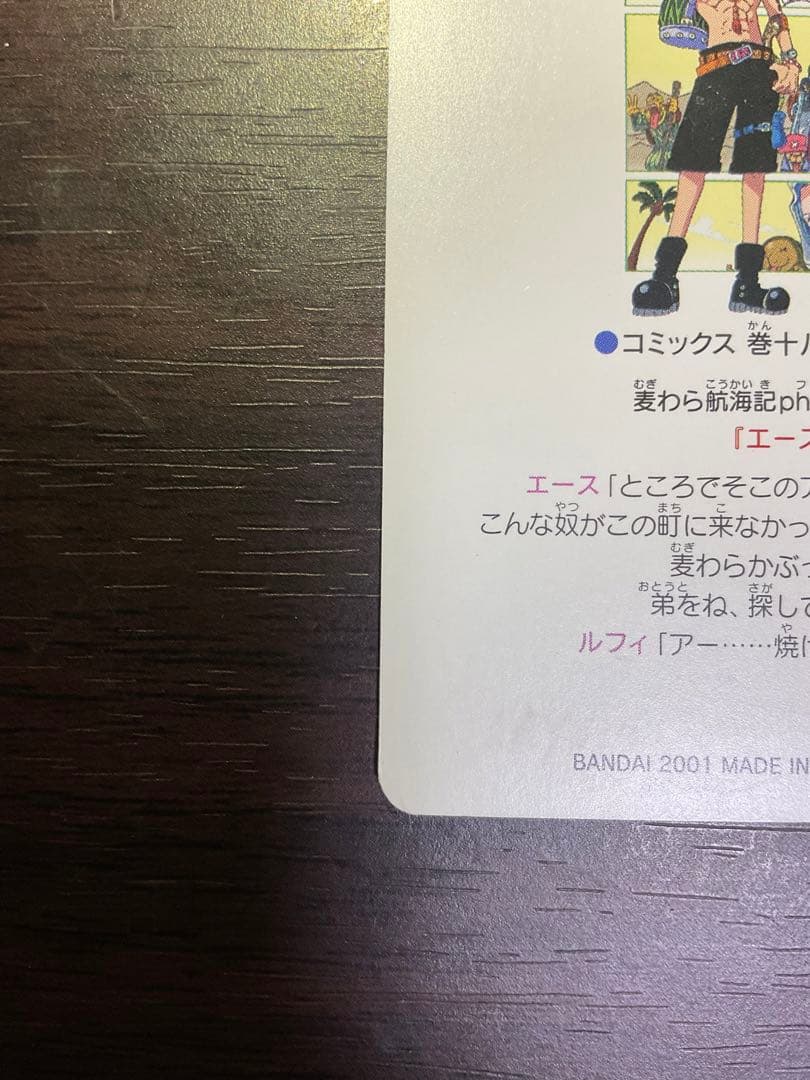 ●コミックス 巻十八
麦わら航海記ph
『エース
エース「ところでそこのア
こんな奴がこの町に来なかっ
麦わらかぶっ
弟をね、探して
ルフィ「アー……焼け
BANDAI 2001 MADE IN